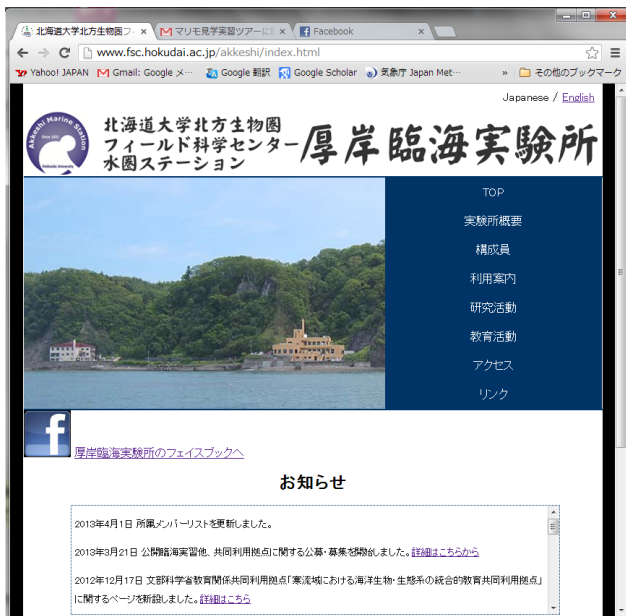 北海道大学北方生物圏フ
マリモ見学実習ツアーに
Facebook
www.fsc.hokudai.ac.jp/akkeshi/index.html
Yahoo! JAPAN Gmail: Google メ… Google 翻訳 Google Scholar 気象庁 Japan Met… » その他のブックマーク
Japanese / English
Akkeshi Marine Station
Since 1931
Hokkaido University
北海道大学北方生物圏
フィールド科学センター
水圏ステーション
厚岸臨海実験所
TOP
実験所概要
構成員
利用案内
研究活動
教育活動
アクセス
リンク
f
厚岸臨海実験所のフェイスブックへ
お知らせ
2013年4月1日 所属メンバーリストを更新しました。
2013年3月21日 公開臨海実習他、共同利用拠点に関する公募・募集を開始しました。詳細はこちらから
2012年12月17日 文部科学省教育関係共同利用拠点「寒流域における海洋生物・生態系の統合的教育共同利用拠点」
に関するページを新設しました。詳細はこちら